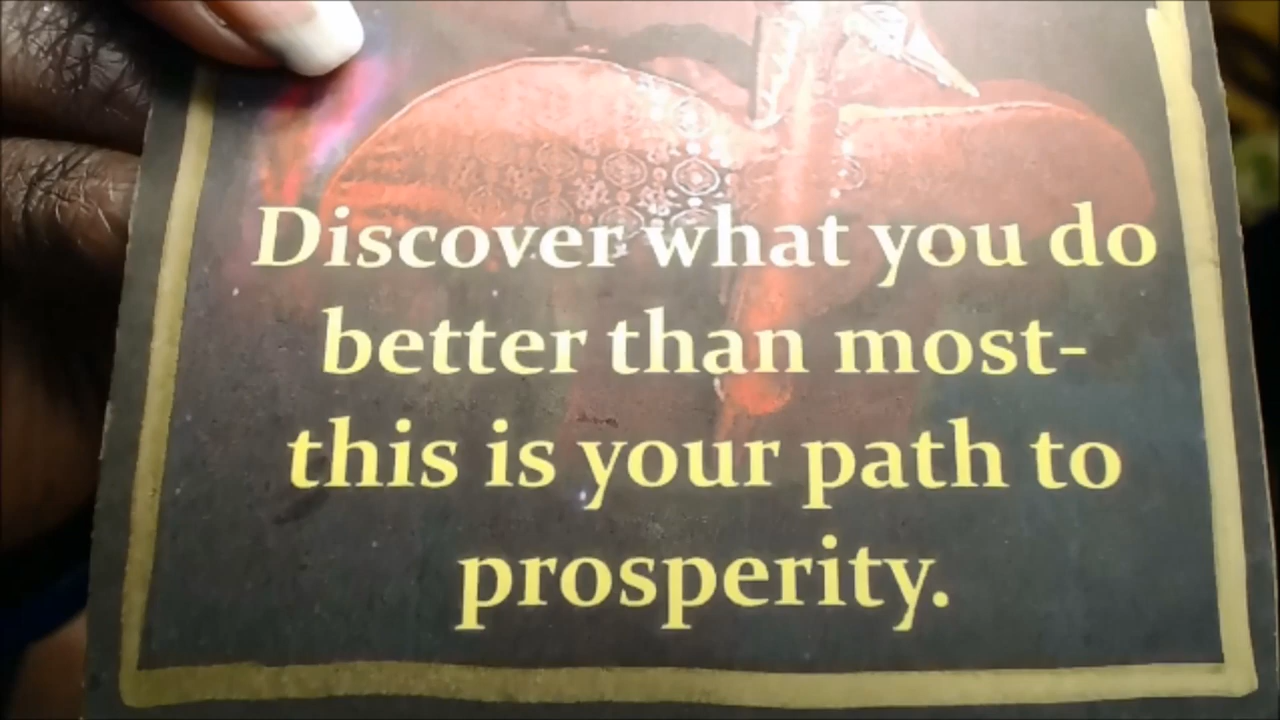 Discover what you do
better than most-
this is your path to
prosperity.